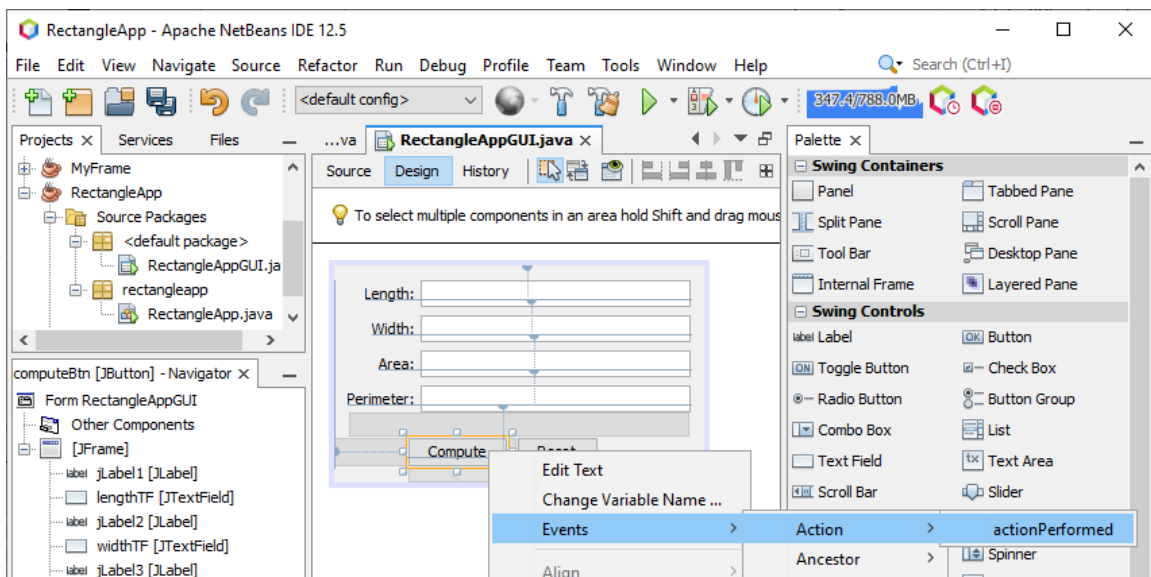 RectangleApp - Apache NetBeans IDE 12.5
File Edit View Navigate Source Refactor Run Debug Profile Team Tools Window Help
Search (Ctrl+I)
<default config>
347.4/788.0MB
Projects Services Files
MyFrame
RectangleApp
Source Packages
<default package>
RectangleAppGUI.ja
rectangleapp
RectangleApp.java
computeBtn [JButton] - Navigator
Form RectangleAppGUI
Other Components
[JFrame]
label jLabel1 [JLabel]
lengthTF [JTextField]
label jLabel2 [JLabel]
widthTF [JTextField]
label jLabel3 [JLabel]
...va RectangleAppGUI.java
Source Design History
To select multiple components in an area hold Shift and drag mous
Length:
Width:
Area:
Perimeter:
Compute
Edit Text
Change Variable Name ...
Events
Align
Action
Ancestor
actionPerformed
Palette
Swing Containers
Panel Tabbed Pane
Split Pane Scroll Pane
Tool Bar Desktop Pane
Internal Frame Layered Pane
Swing Controls
label Label OK Button
ON Toggle Button Check Box
Radio Button Button Group
Combo Box List
Text Field tx Text Area
Scroll Bar Slider
Spinner